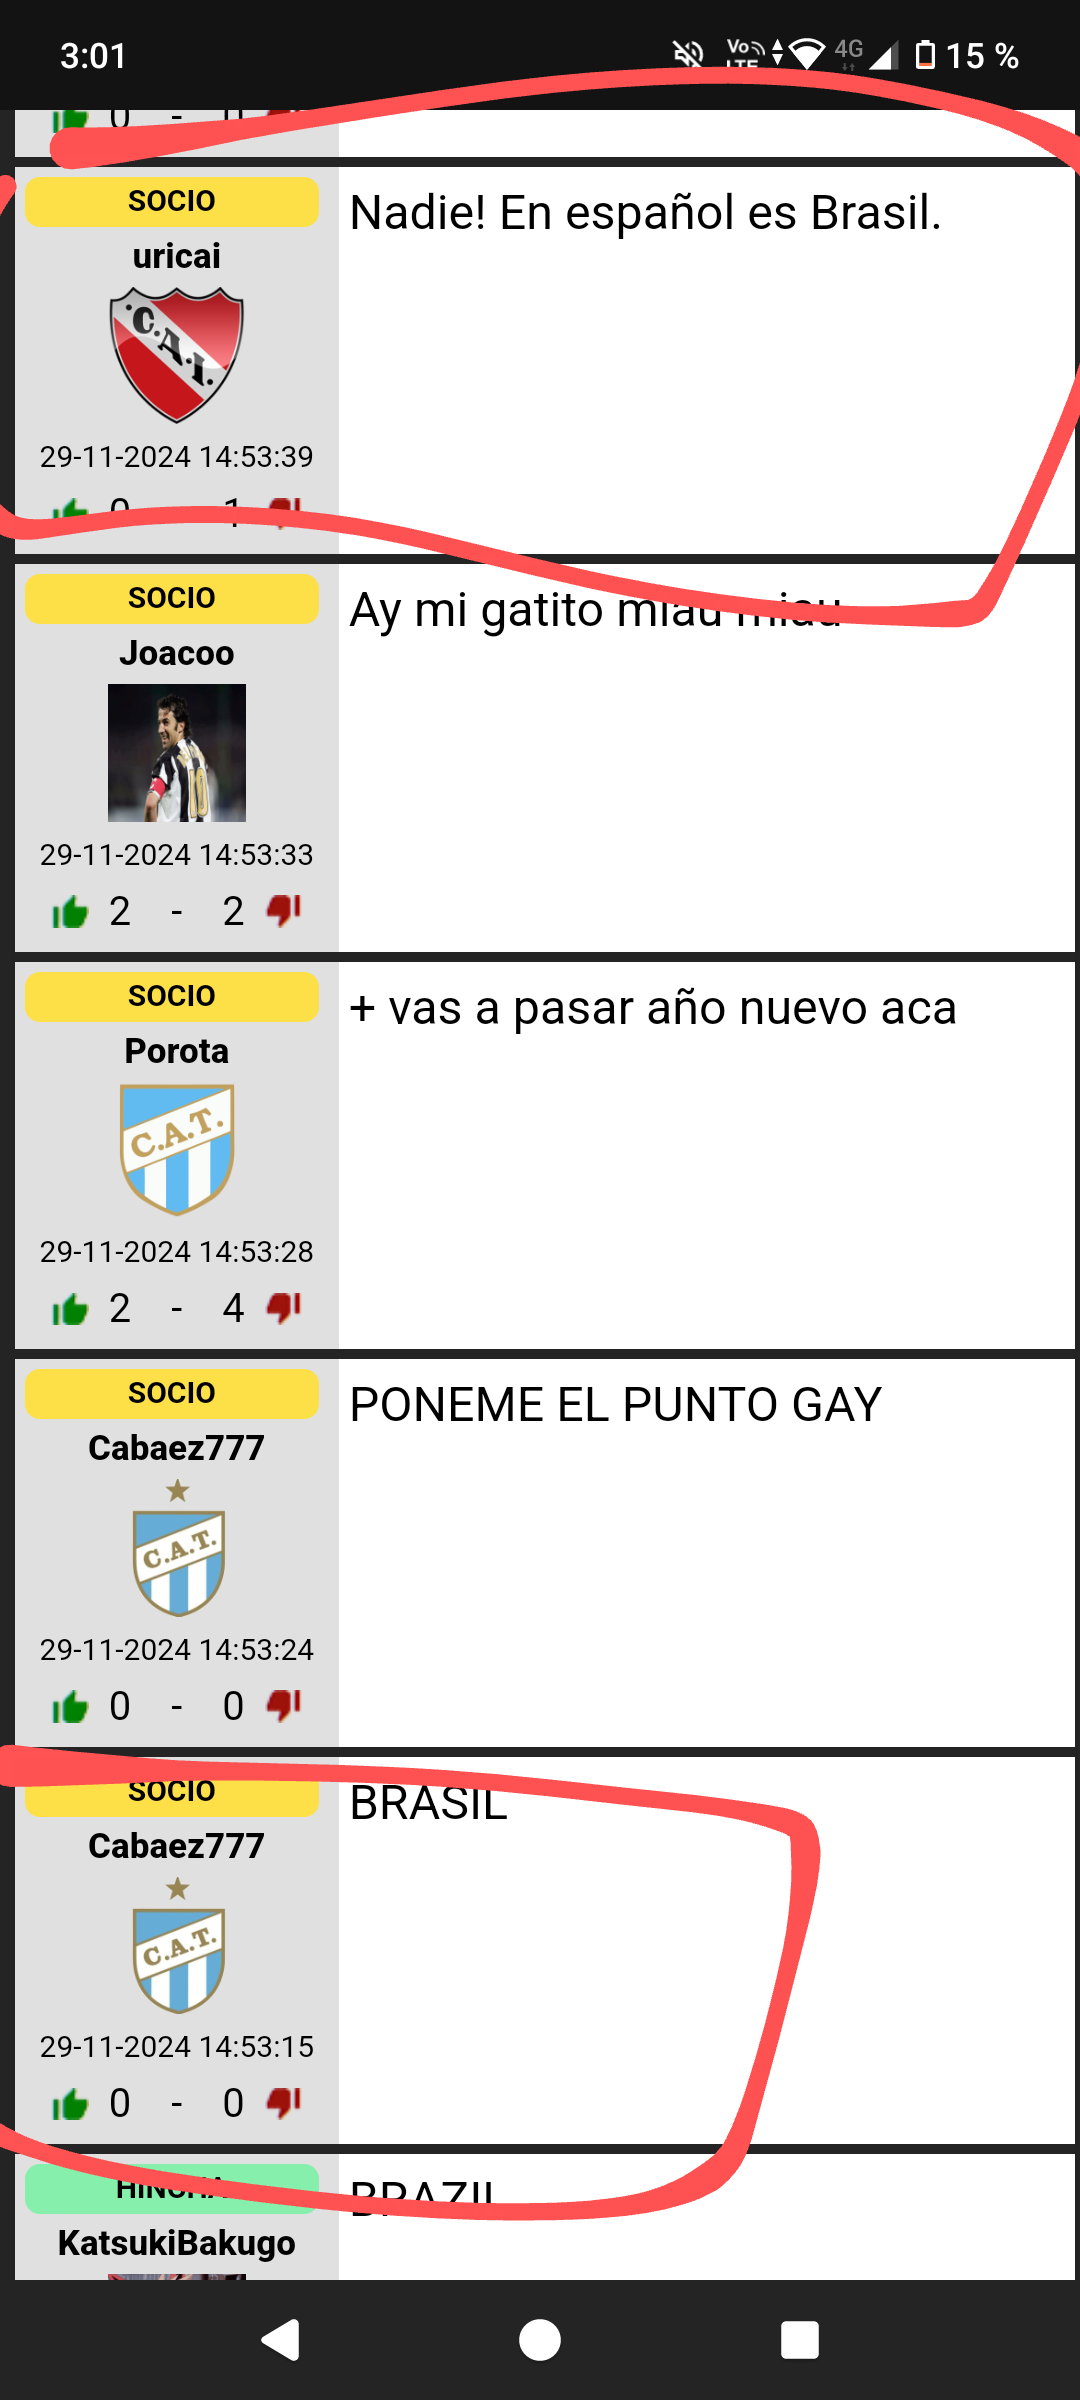 3:01
Vo
LTE
4G
15 %
0 - 0
SOCIO
uricai
C.A.I.
29-11-2024 14:53:39
0 - 1
Nadie! En español es Brasil.
SOCIO
Joacoo
10
29-11-2024 14:53:33
2 - 2
Ay mi gatito miau miau
SOCIO
Porota
C.A.T.
29-11-2024 14:53:28
2 - 4
+ vas a pasar año nuevo aca
SOCIO
Cabaez777
C.A.T.
29-11-2024 14:53:24
0 - 0
PONEME EL PUNTO GAY
SOCIO
Cabaez777
C.A.T.
29-11-2024 14:53:15
0 - 0
BRASIL
HINCHA
KatsukiBakugo
BRAZIL